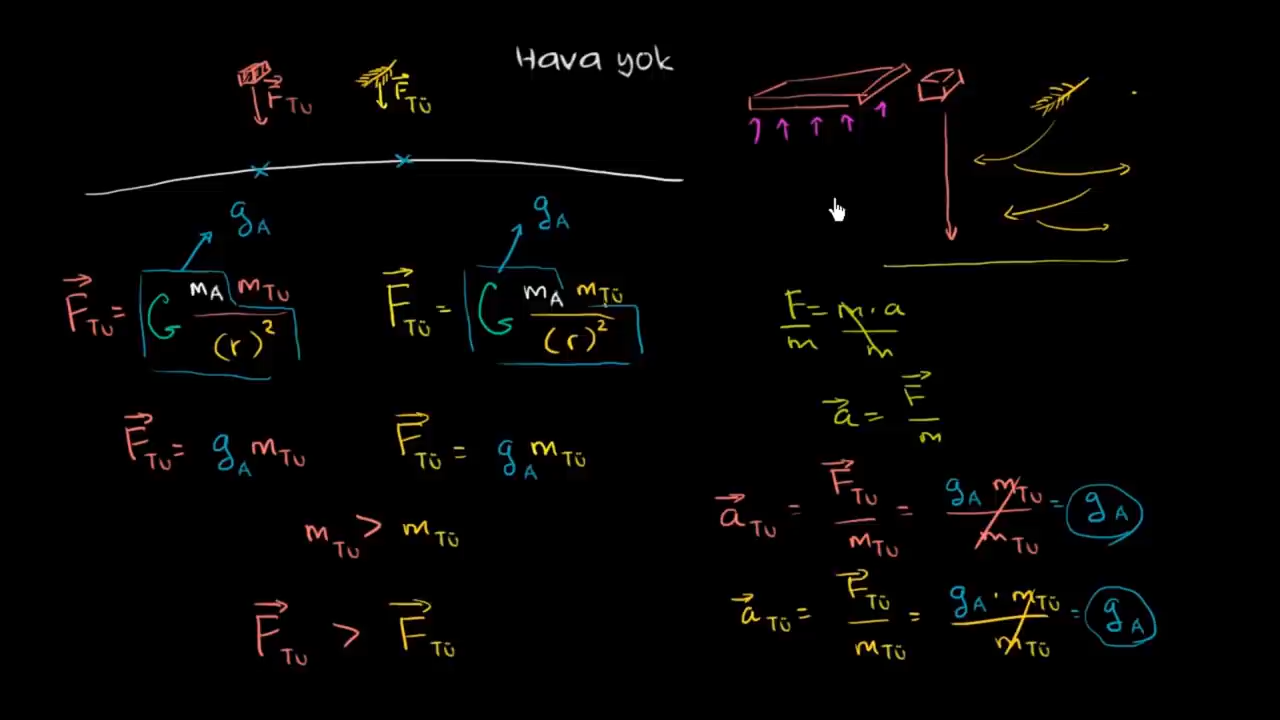 Hava yok
F⃗TU F⃗TÜ
gA gA
F⃗TU = G mA mTU / (r)²
F⃗TÜ = G mA mTÜ / (r)²
F⃗TU = gA mTU
F⃗TÜ = gA mTÜ
mTU > mTÜ
F⃗TU > F⃗TÜ
F/m = m·a/m
a⃗ = F⃗/m
a⃗TU = F⃗TU/mTU = gA mTU/mTU = gA
a⃗TÜ = F⃗TÜ/mTÜ = gA·mTÜ/mTÜ = gA